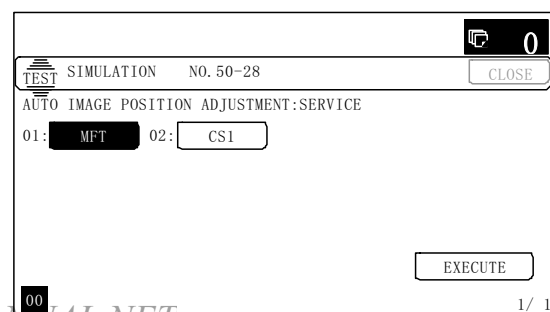 0
TEST SIMULATION NO.50-28 CLOSE
AUTO IMAGE POSITION ADJUSTMENT:SERVICE
01: MFT 02: CS1
EXECUTE
00 1/ 1